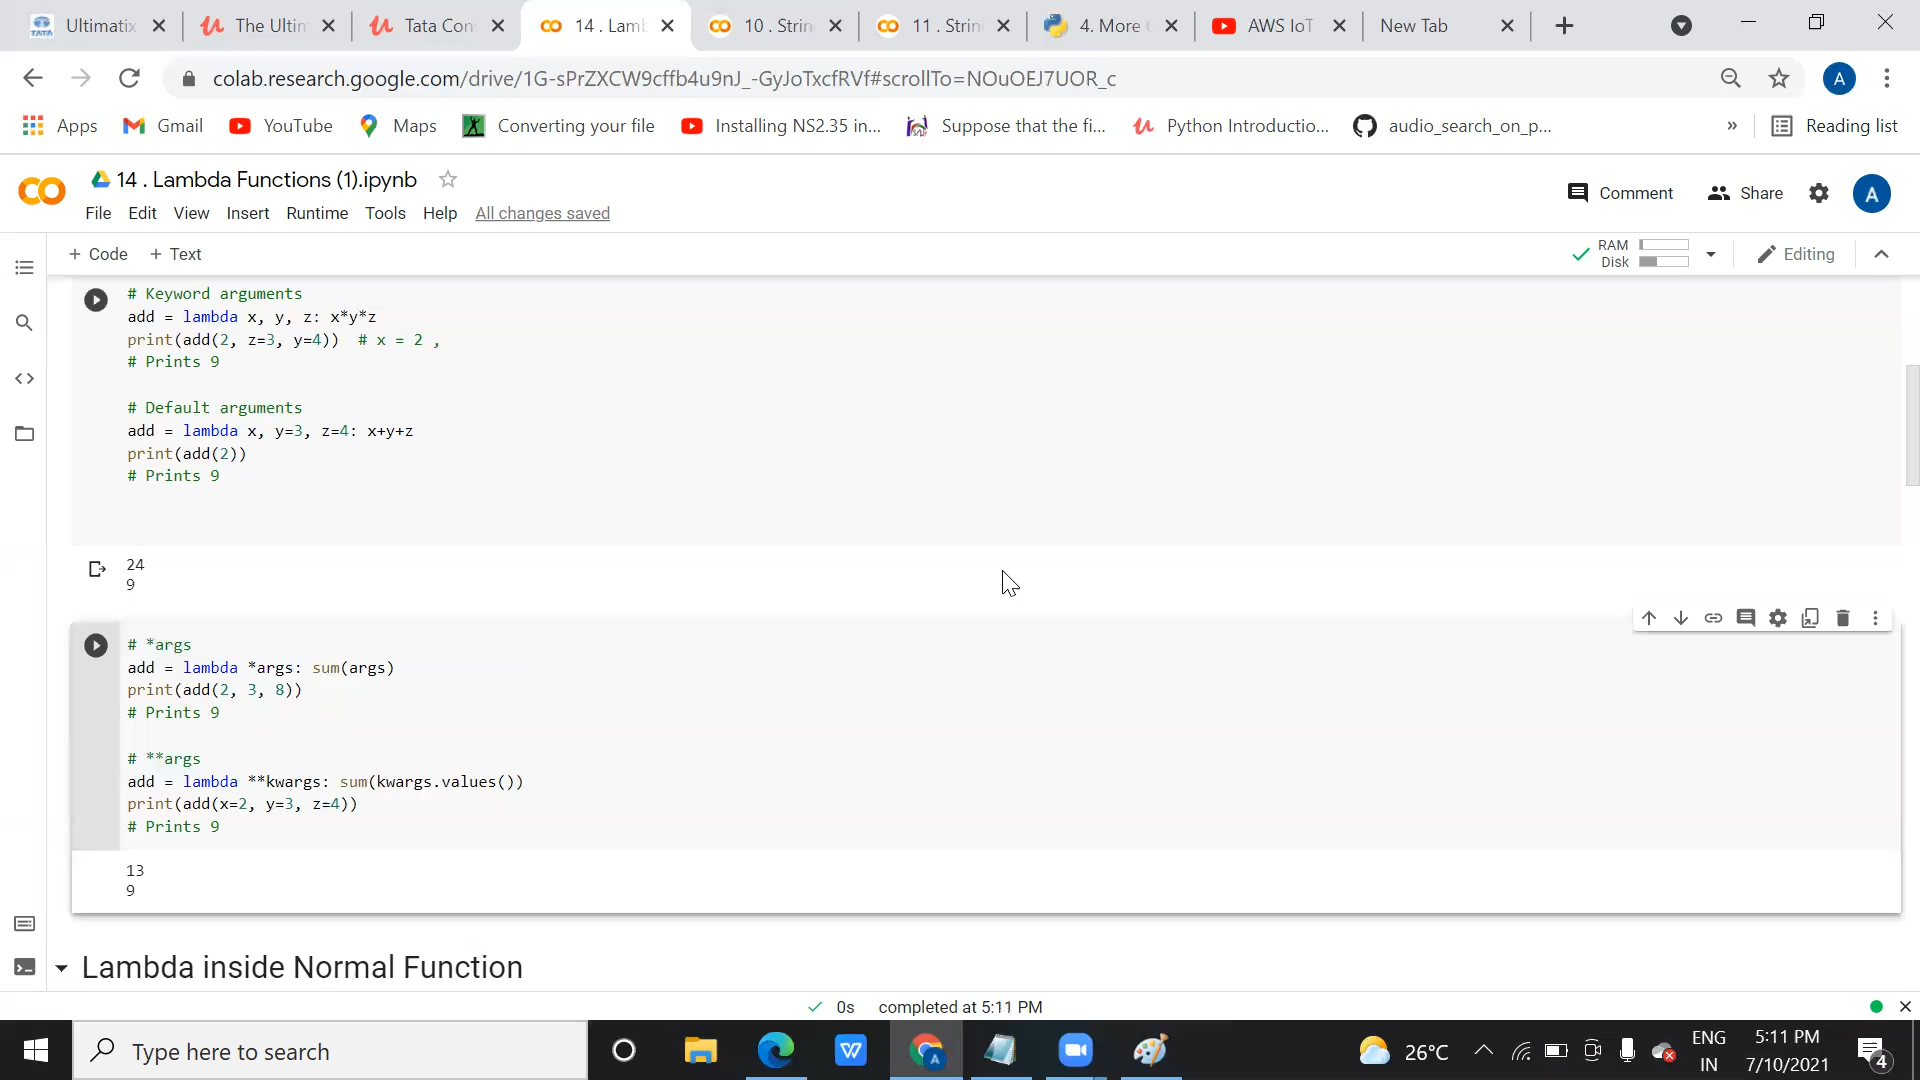 Ultimatix
The Ultim
Tata Con
14 . Lamb
10 . Strin
11 . Strin
4. More
AWS IoT
New Tab
colab.research.google.com/drive/1G-sPrZXCW9cffb4u9nJ_-GyJoTxcfRVf#scrollTo=NOuOEJ7UOR_c
A
Apps
Gmail
YouTube
Maps
Converting your file
Installing NS2.35 in...
Suppose that the fi...
Python Introductio...
audio_search_on_p...
»
Reading list
14 . Lambda Functions (1).ipynb
File Edit View Insert Runtime Tools Help All changes saved
Comment
Share
A
+ Code + Text
RAM
Disk
Editing
# Keyword arguments
add = lambda x, y, z: x*y*z
print(add(2, z=3, y=4))  # x = 2 ,
# Prints 9
# Default arguments
add = lambda x, y=3, z=4: x+y+z
print(add(2))
# Prints 9
24
9
# *args
add = lambda *args: sum(args)
print(add(2, 3, 8))
# Prints 9
# **args
add = lambda **kwargs: sum(kwargs.values())
print(add(x=2, y=3, z=4))
# Prints 9
13
9
Lambda inside Normal Function
0s completed at 5:11 PM
Type here to search
26°C
ENG
IN
5:11 PM
7/10/2021
4